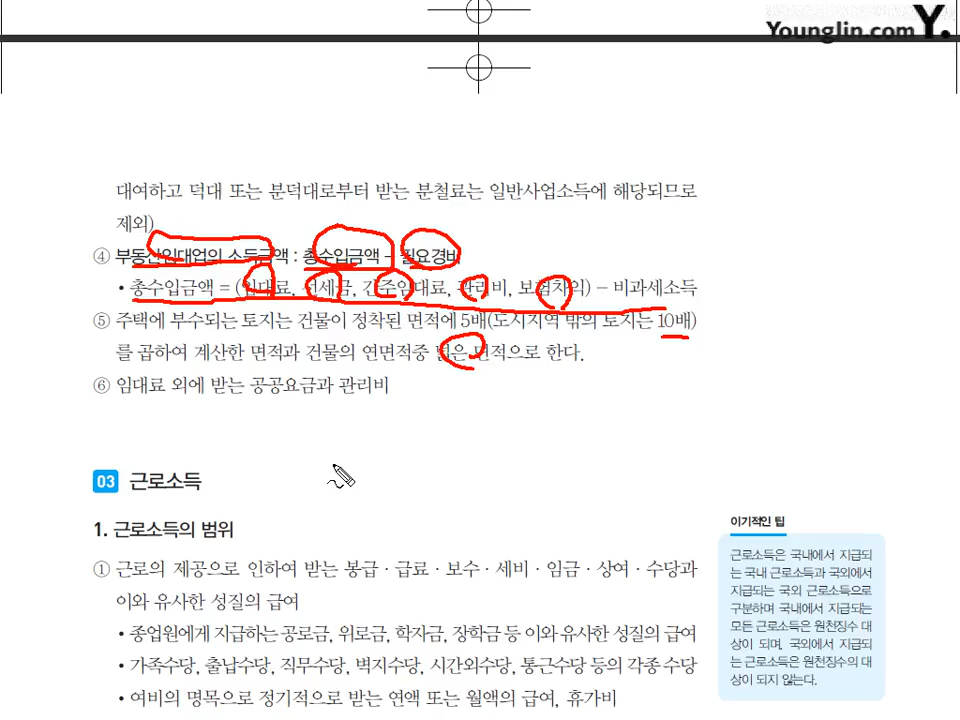 Younglin.com Y.
대여하고 덕대 또는 분덕대로부터 받는 분철료는 일반사업소득에 해당되므로
제외)
④ 부동산임대업의 소득금액 : 총수입금액 - 필요경비
• 총수입금액 = (임대료, 전세금, 간주임대료, 관리비, 보험차익) - 비과세소득
⑤ 주택에 부수되는 토지는 건물이 정착된 면적에 5배(도시지역 밖의 토지는 10배)
를 곱하여 계산한 면적과 건물의 연면적중 넓은 면적으로 한다.
⑥ 임대료 외에 받는 공공요금과 관리비
03 근로소득
1. 근로소득의 범위
① 근로의 제공으로 인하여 받는 봉급·급료·보수·세비·임금·상여·수당과
이와 유사한 성질의 급여
• 종업원에게 지급하는 공로금, 위로금, 학자금, 장학금 등 이와 유사한 성질의 급여
• 가족수당, 출납수당, 직무수당, 벽지수당, 시간외수당, 통근수당 등의 각종 수당
• 여비의 명목으로 정기적으로 받는 연액 또는 월액의 급여, 휴가비
이기적인 팁
근로소득은 국내에서 지급되
는 국내 근로소득과 국외에서
지급되는 국외 근로소득으로
구분하며 국내에서 지급되는
모든 근로소득은 원천징수 대
상이 되며, 국외에서 지급되
는 근로소득은 원천징수의 대
상이 되지 않는다.